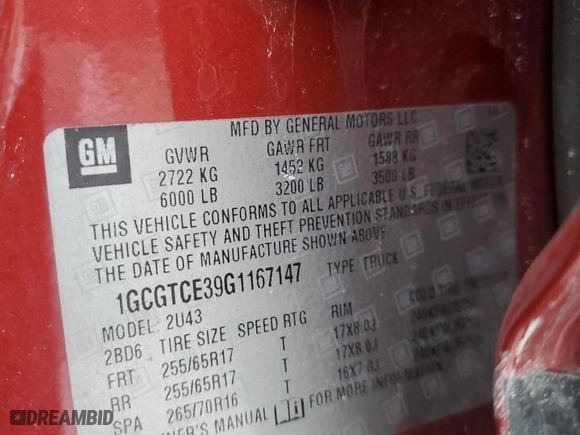 GM
MFD BY GENERAL MOTORS LLC
GVWR GAWR FRT GAWR RR
2722 KG 1452 KG 1588 KG
6000 LB 3200 LB 3500 LB
THIS VEHICLE CONFORMS TO ALL APPLICABLE U.S. FEDERAL MOTOR
VEHICLE SAFETY AND THEFT PREVENTION STANDARDS IN EFFECT ON
THE DATE OF MANUFACTURE SHOWN ABOVE.
1GCGTCE39G1167147 TYPE: TRUCK
MODEL: 2U43
2BD6 TIRE SIZE SPEED RTG RIM COLD TIRE
FRT 255/65R17 T 17X8.0J
RR 255/65R17 T 17X8.0J
SPA 265/70R16 T 16X7.0J
NER'S MANUAL FOR MORE INFORMATION.
DREAMBID